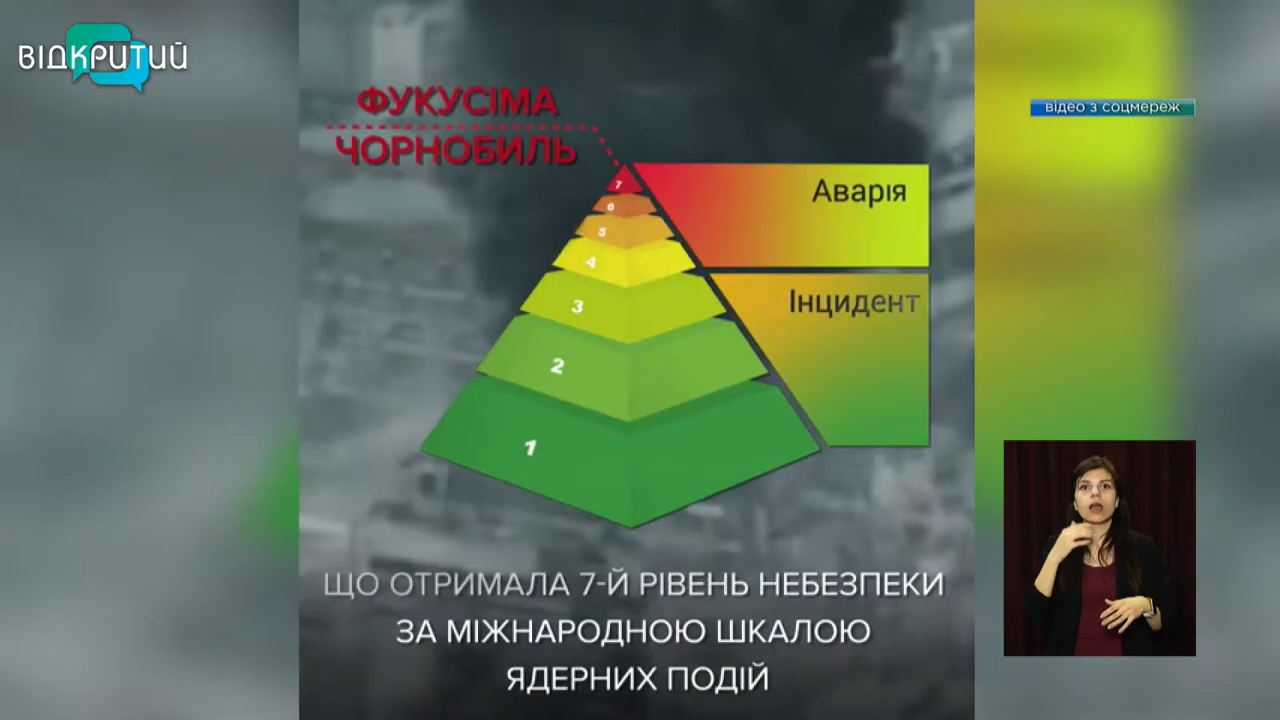 ВІДКРИТИЙ
відео з соцмереж
ФУКУСІМА
ЧОРНОБИЛЬ
7
6
5
4
3
2
1
Аварія
Інцидент
ЩО ОТРИМАЛА 7-Й РІВЕНЬ НЕБЕЗПЕКИ
ЗА МІЖНАРОДНОЮ ШКАЛОЮ
ЯДЕРНИХ ПОДІЙ